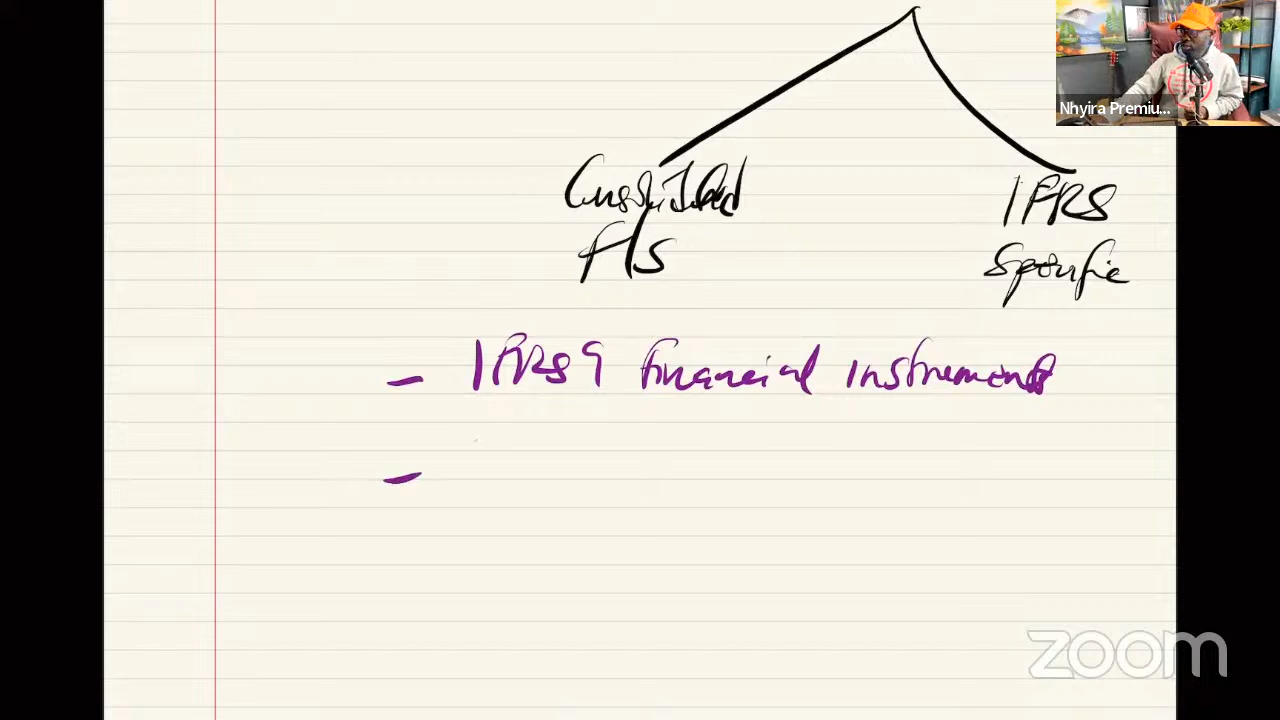 Nhyira Premiu...
Consolidated
F/S
IFRS
Specific
- IFRS 9 Financial Instruments
-
zoom